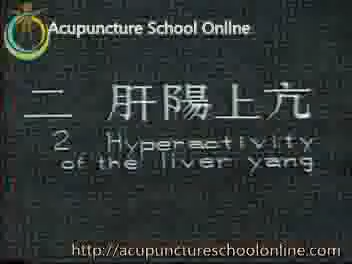 Acupuncture School Online
二 肝陽上亢
2 Hyperactivity
of the liver yang
http://acupunctureschoolonline.com